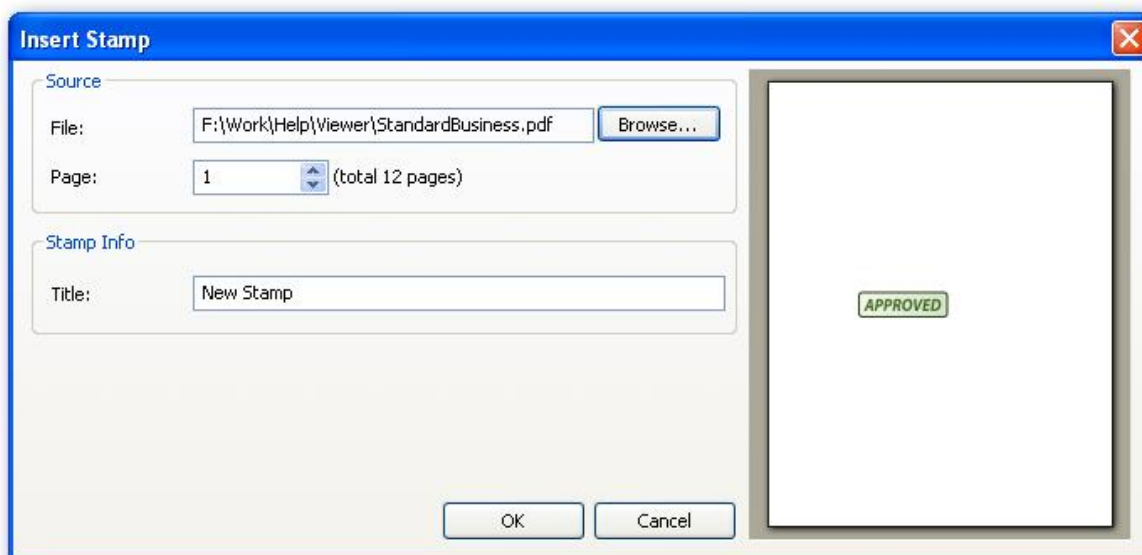 Insert Stamp
Source
File: F:\Work\Help\Viewer\StandardBusiness.pdf Browse...
Page: 1 (total 12 pages)
Stamp Info
Title: New Stamp
APPROVED
OK Cancel